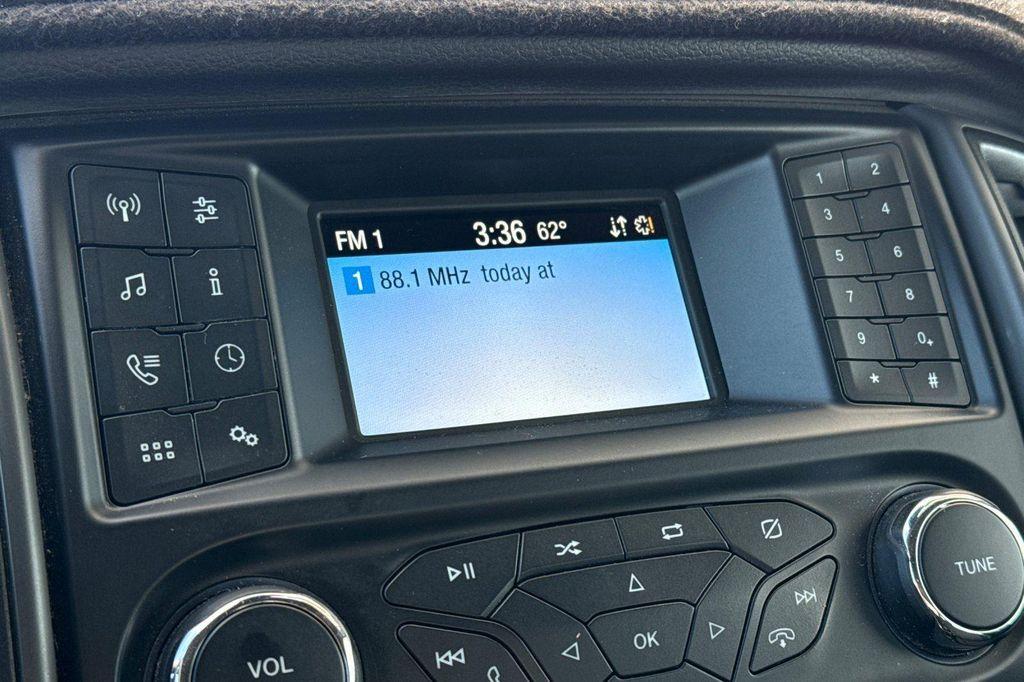 FM 1 3:36 62°
1 88.1 MHz today at
1 2
3 4
5 6
7 8
9 0+
* #
OK
VOL
TUNE